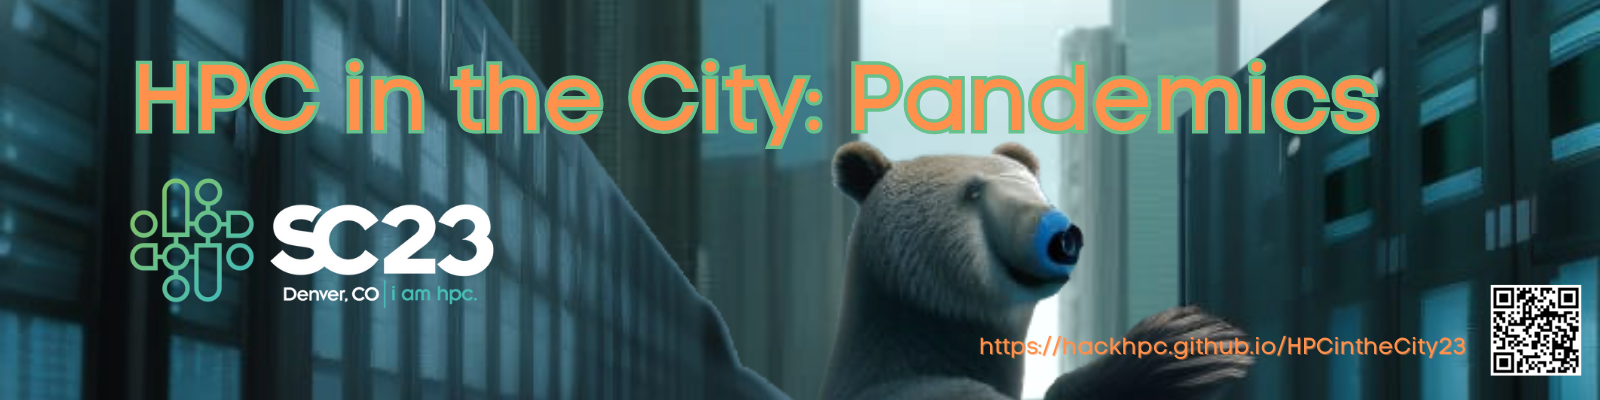 HPC in the City: Pandemics
SC23
Denver, CO | i am hpc.
https://hackhpc.github.io/HPCintheCity23